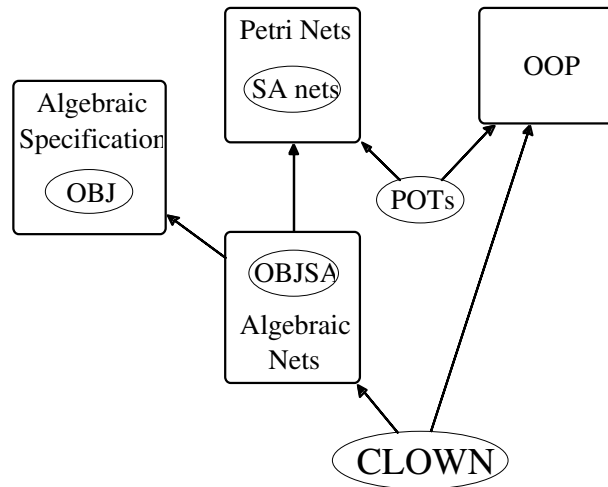 Petri Nets
SA nets
OOP
Algebraic
Specification
OBJ
POTs
OBJSA
Algebraic
Nets
CLOWN